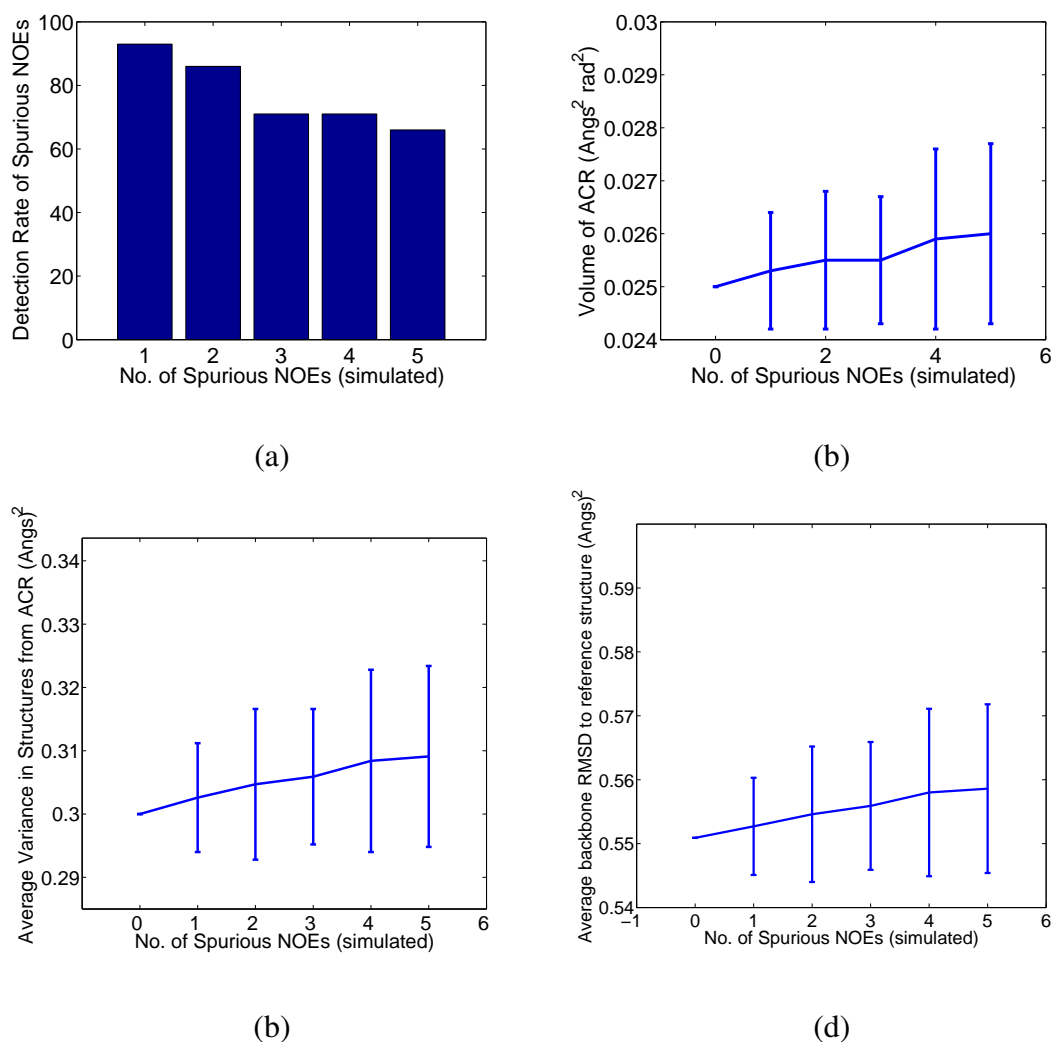 100
80
60
40
20
0
Detection Rate of Spurious NOEs
1 2 3 4 5
No. of Spurious NOEs (simulated)
(a)
0.03
0.029
0.028
0.027
0.026
0.025
0.024
Volume of ACR (Angs² rad²)
0 2 4 6
No. of Spurious NOEs (simulated)
(b)
0.34
0.33
0.32
0.31
0.3
0.29
Average Variance in Structures from ACR (Angs)²
0 1 2 3 4 5 6
No. of Spurious NOEs (simulated)
(b)
0.59
0.58
0.57
0.56
0.55
0.54
Average backbone RMSD to reference structure (Angs)²
−1 0 1 2 3 4 5 6
No. of Spurious NOEs (simulated)
(d)